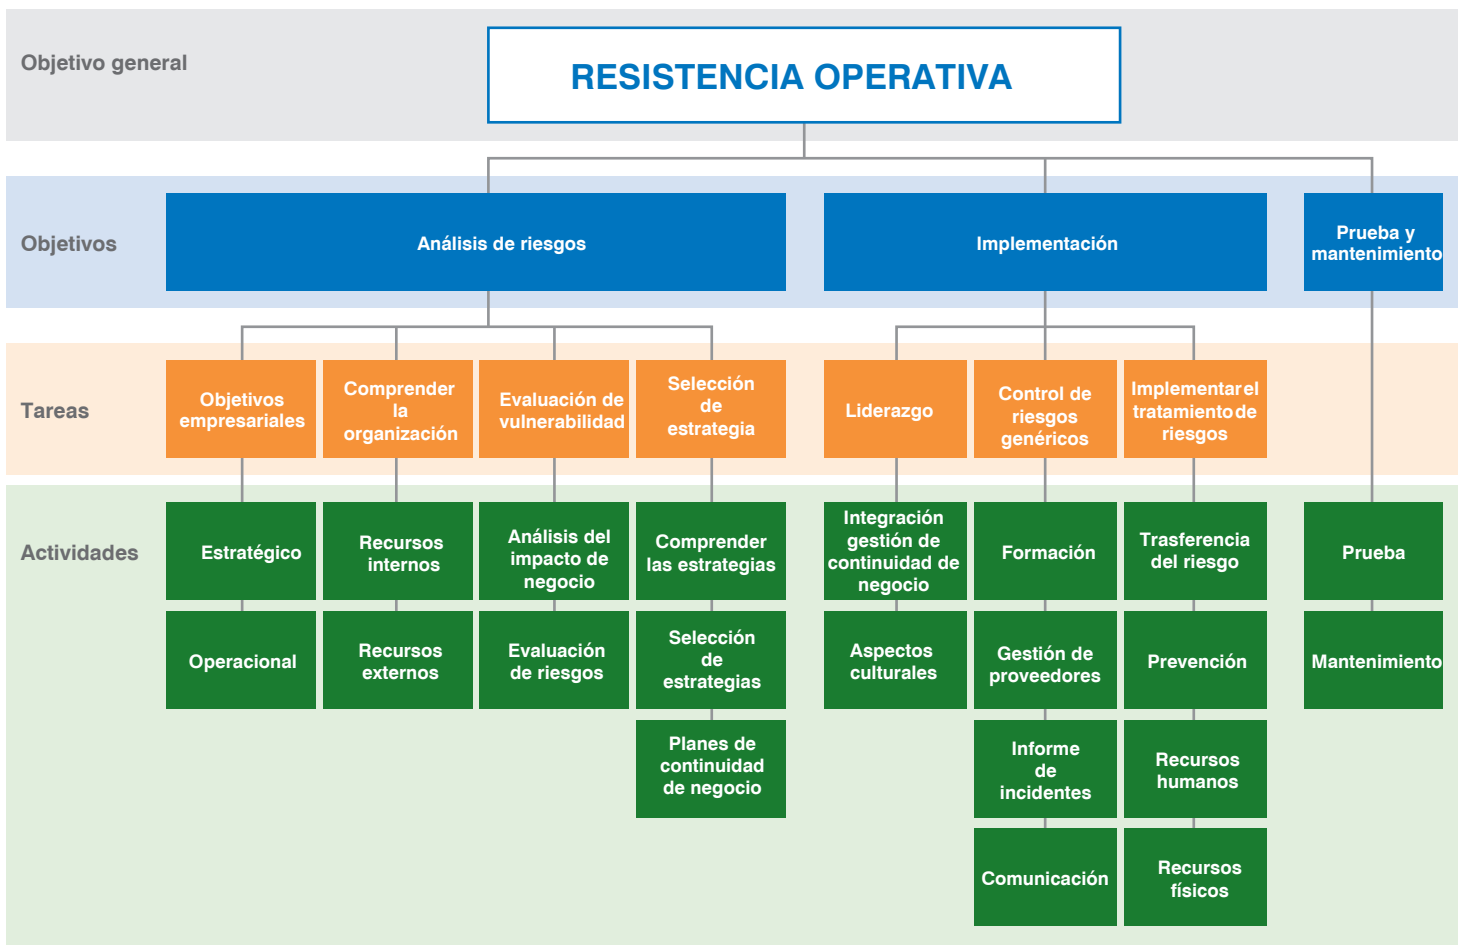 Objetivo general
RESISTENCIA OPERATIVA
Objetivos
Análisis de riesgos
Implementación
Prueba y
mantenimiento
Tareas
Objetivos
empresariales
Comprender
la
organización
Evaluación de
vulnerabilidad
Selección
de
estrategia
Liderazgo
Control de
riesgos
genéricos
Implementar el
tratamiento de
riesgos
Actividades
Estratégico
Recursos
internos
Análisis del
impacto de
negocio
Comprender
las estrategias
Integración
gestión de
continuidad de
negocio
Formación
Trasferencia
del riesgo
Prueba
Operacional
Recursos
externos
Evaluación
de riesgos
Selección
de
estrategias
Aspectos
culturales
Gestión de
proveedores
Prevención
Mantenimiento
Planes de
continuidad
de negocio
Informe
de
incidentes
Recursos
humanos
Comunicación
Recursos
físicos